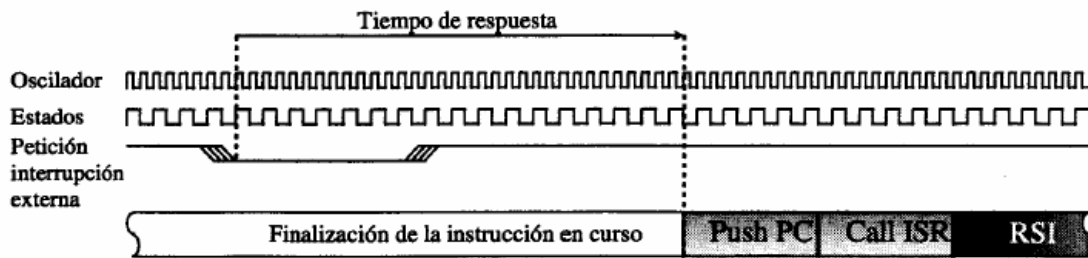 Tiempo de respuesta
Oscilador
Estados
Petición
interrupción
externa
Finalización de la instrucción en curso
Push PC
Call ISR
RSI